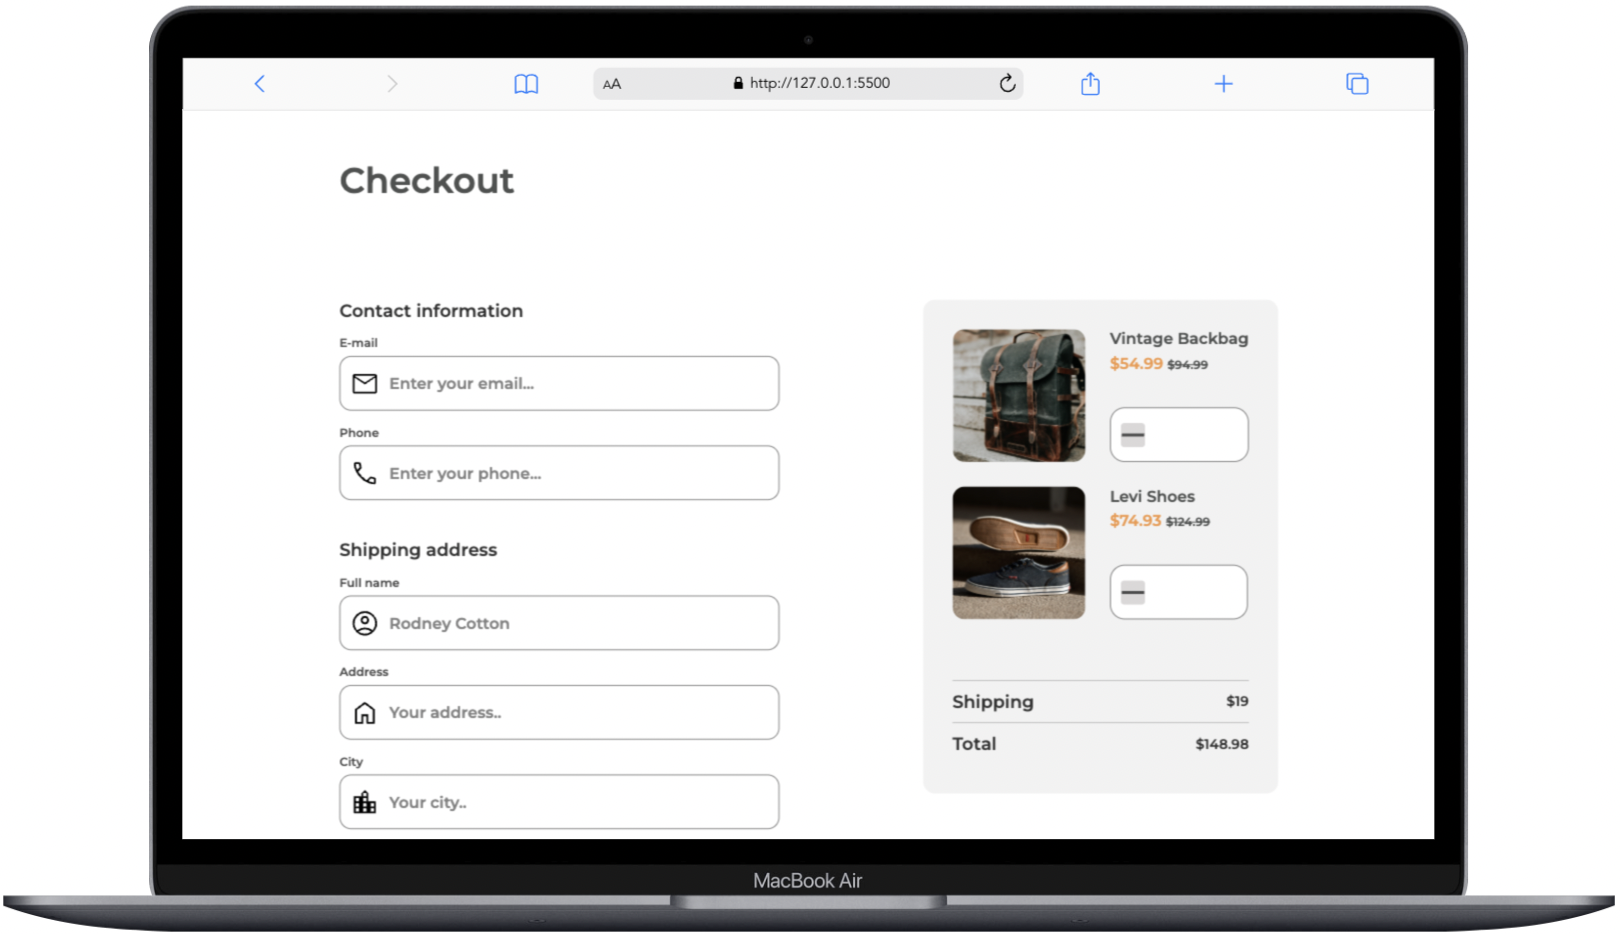 AA
http://127.0.0.1:5500
Checkout
Contact information
E-mail
Enter your email...
Phone
Enter your phone...
Shipping address
Full name
Rodney Cotton
Address
Your address..
City
Your city..
Vintage Backbag
$54.99 $94.99
Levi Shoes
$74.93 $124.99
Shipping $19
Total $148.98
MacBook Air